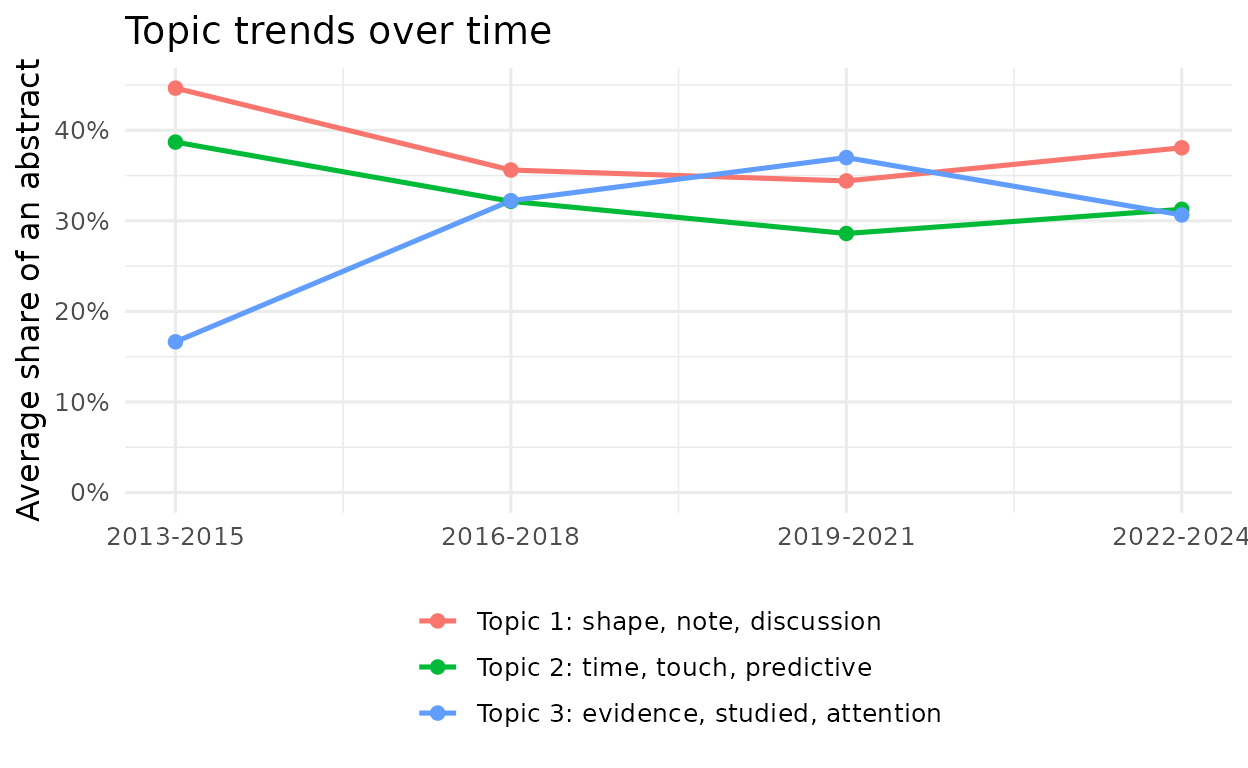 Topic trends over time
Average share of an abstract
40%
30%
20%
10%
0%
2013-2015
2016-2018
2019-2021
2022-2024
Topic 1: shape, note, discussion
Topic 2: time, touch, predictive
Topic 3: evidence, studied, attention